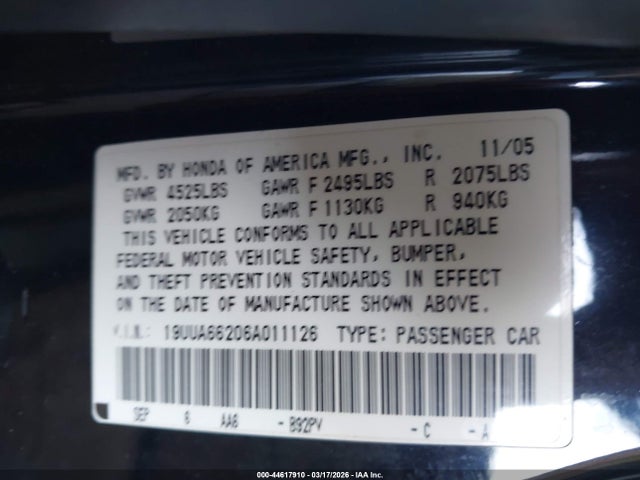 MFD. BY HONDA OF AMERICA MFG., INC. 11/05
GVWR 4525LBS GAWR F 2495LBS R 2075LBS
GVWR 2050KG GAWR F 1130KG R 940KG
THIS VEHICLE CONFORMS TO ALL APPLICABLE
FEDERAL MOTOR VEHICLE SAFETY, BUMPER,
AND THEFT PREVENTION STANDARDS IN EFFECT
ON THE DATE OF MANUFACTURE SHOWN ABOVE.
V.I.N.: 19UUA66206A011126 TYPE: PASSENGER CAR
SEP 6 AA6 - B92PV - C - A
000-44617910 - 03/17/2026 - IAA Inc.